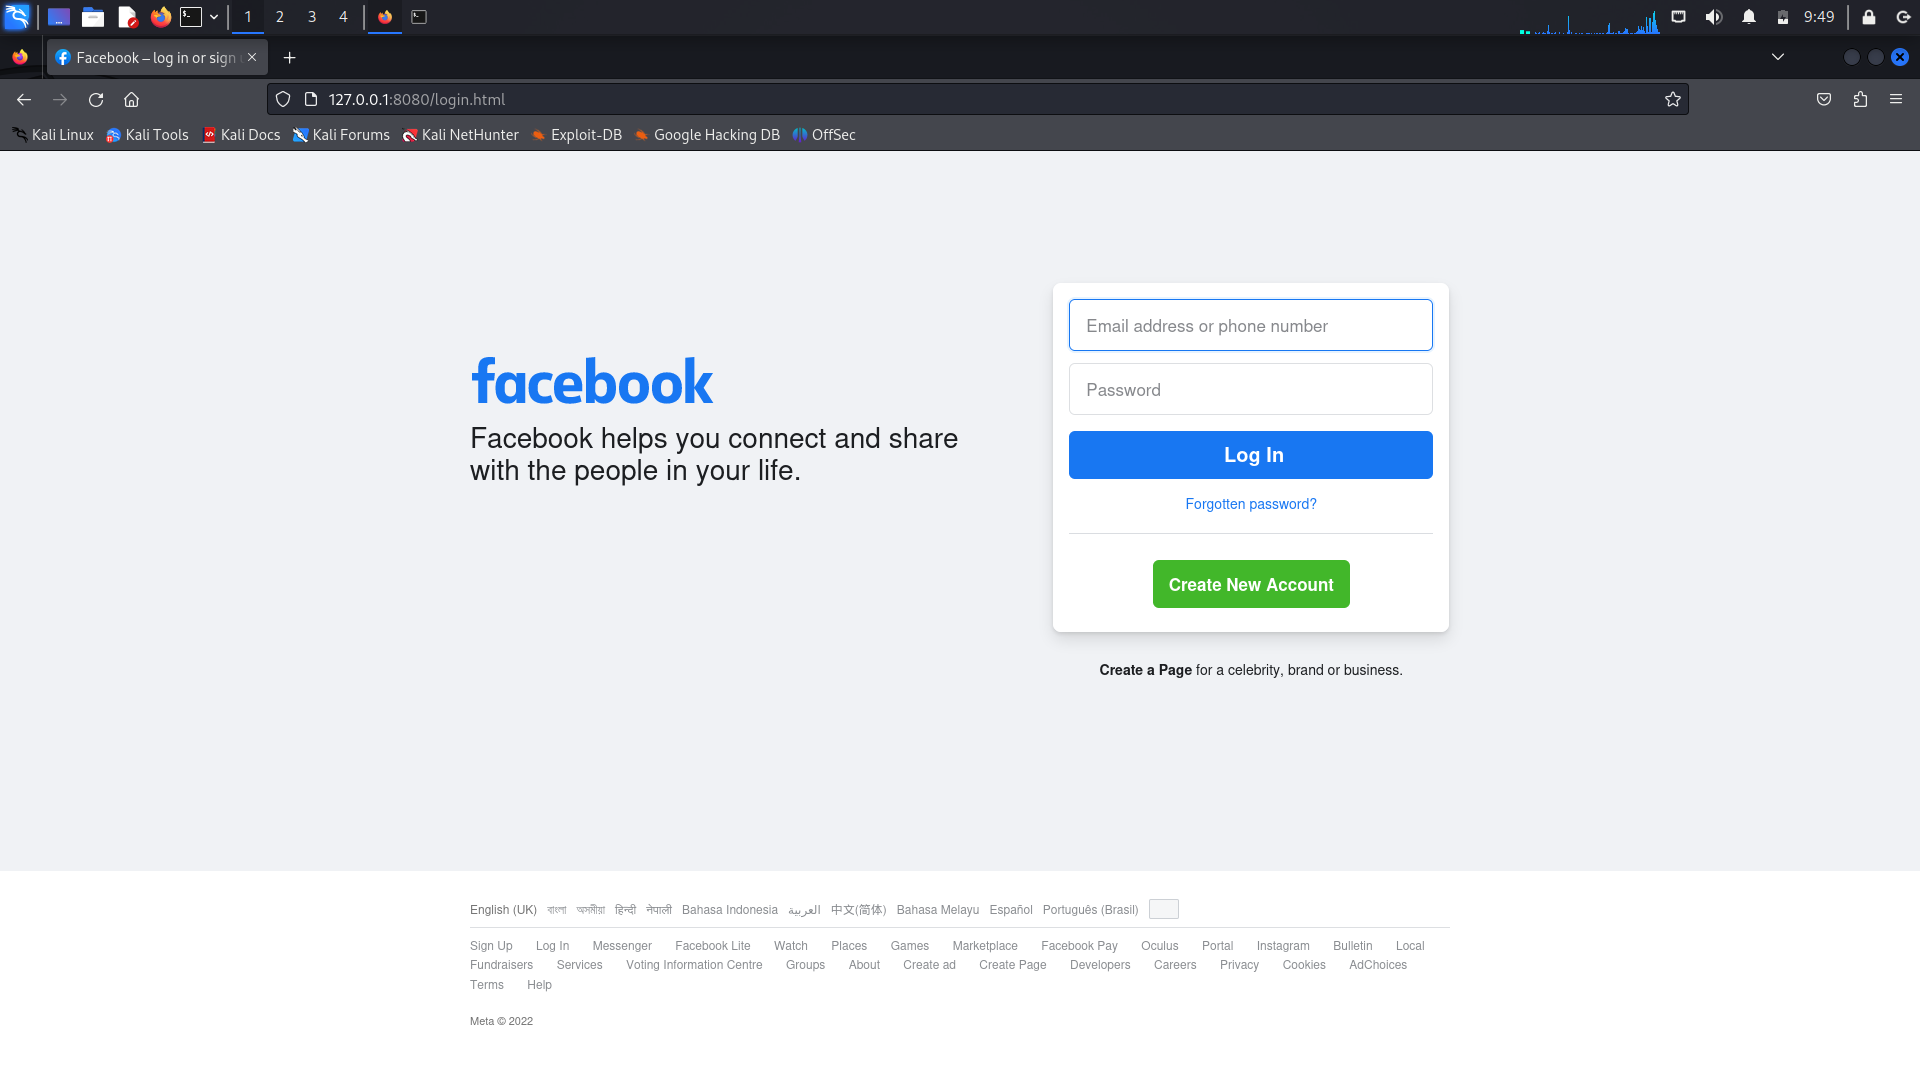 1 2 3 4 9:49
Facebook – log in or sign
127.0.0.1:8080/login.html
Kali Linux Kali Tools Kali Docs Kali Forums Kali NetHunter Exploit-DB Google Hacking DB OffSec
facebook
Facebook helps you connect and share
with the people in your life.
Email address or phone number
Password
Log In
Forgotten password?
Create New Account
Create a Page for a celebrity, brand or business.
English (UK) বাংলা অসমীয়া हिन्दी नेपाली Bahasa Indonesia العربية 中文(简体) Bahasa Melayu Español Português (Brasil)
Sign Up Log In Messenger Facebook Lite Watch Places Games Marketplace Facebook Pay Oculus Portal Instagram Bulletin Local
Fundraisers Services Voting Information Centre Groups About Create ad Create Page Developers Careers Privacy Cookies AdChoices
Terms Help
Meta © 2022